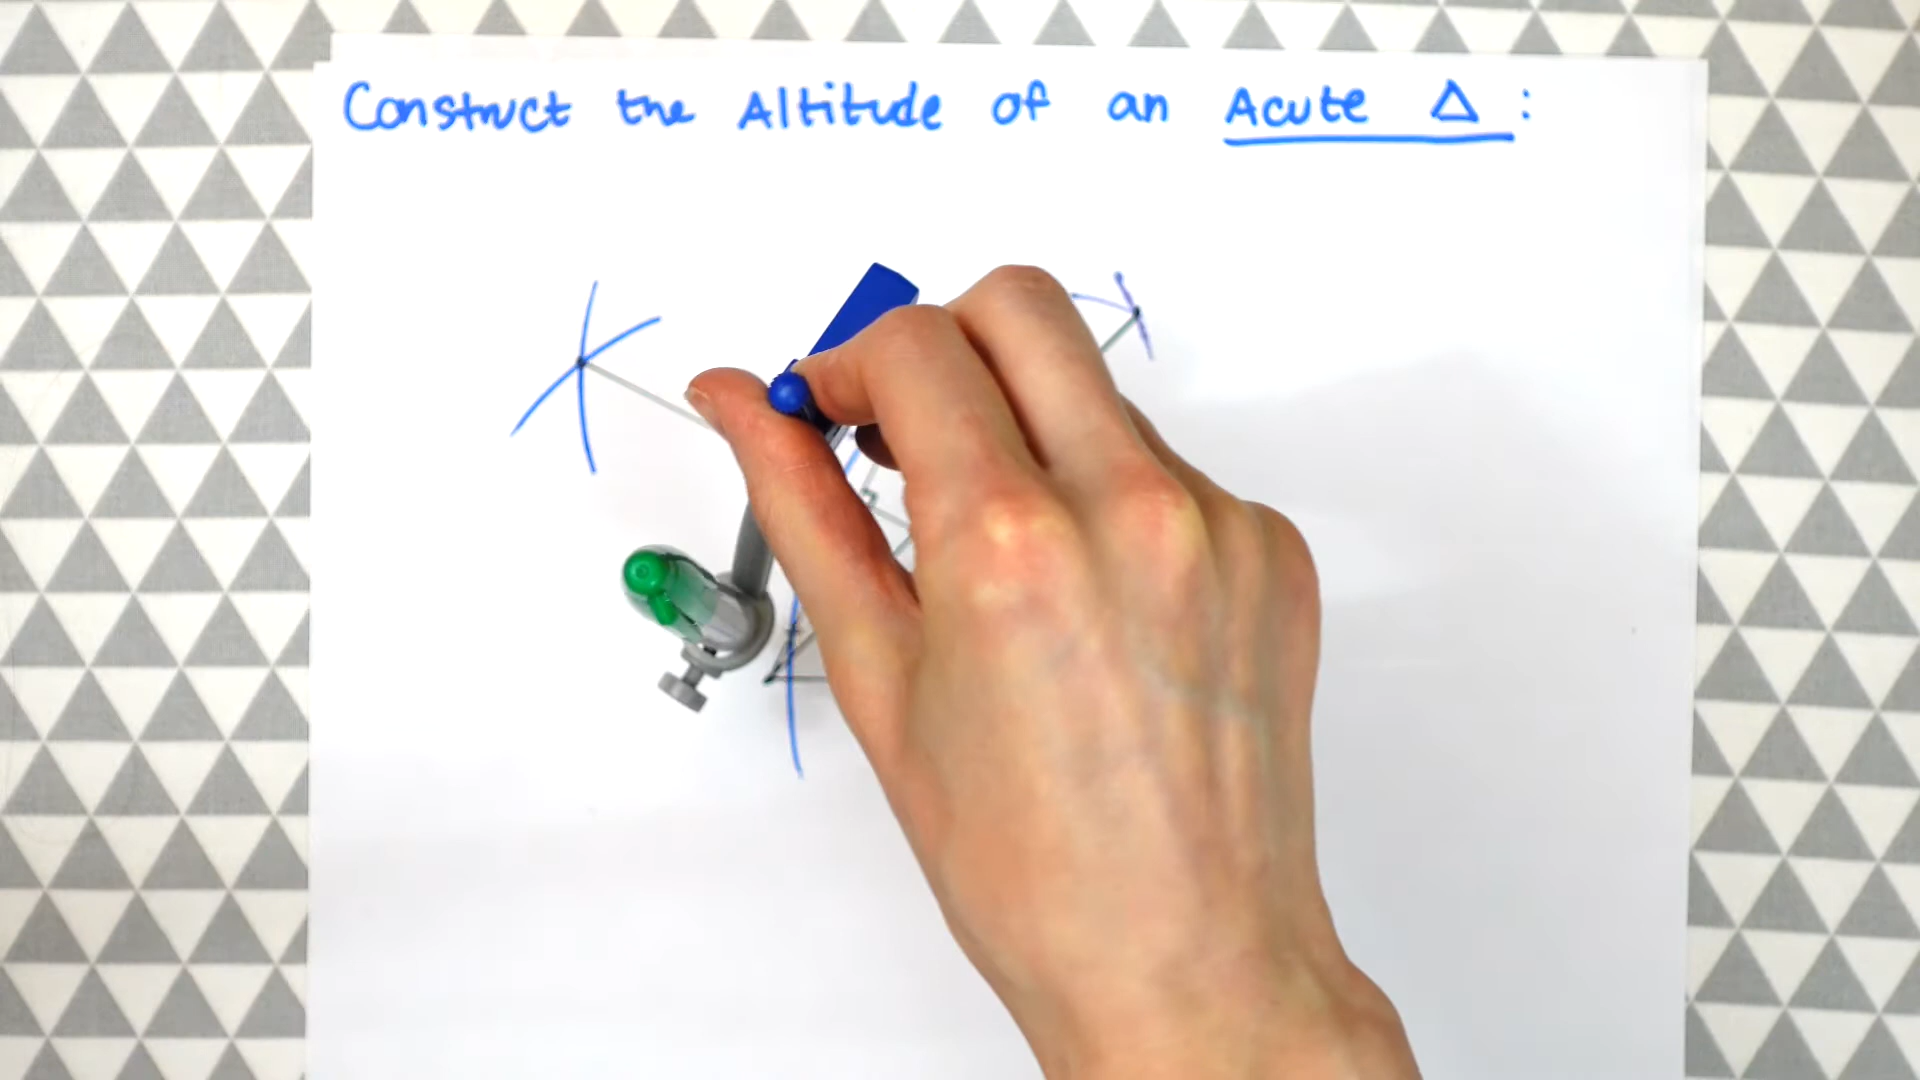 Construct the Altitude of an Acute Δ :